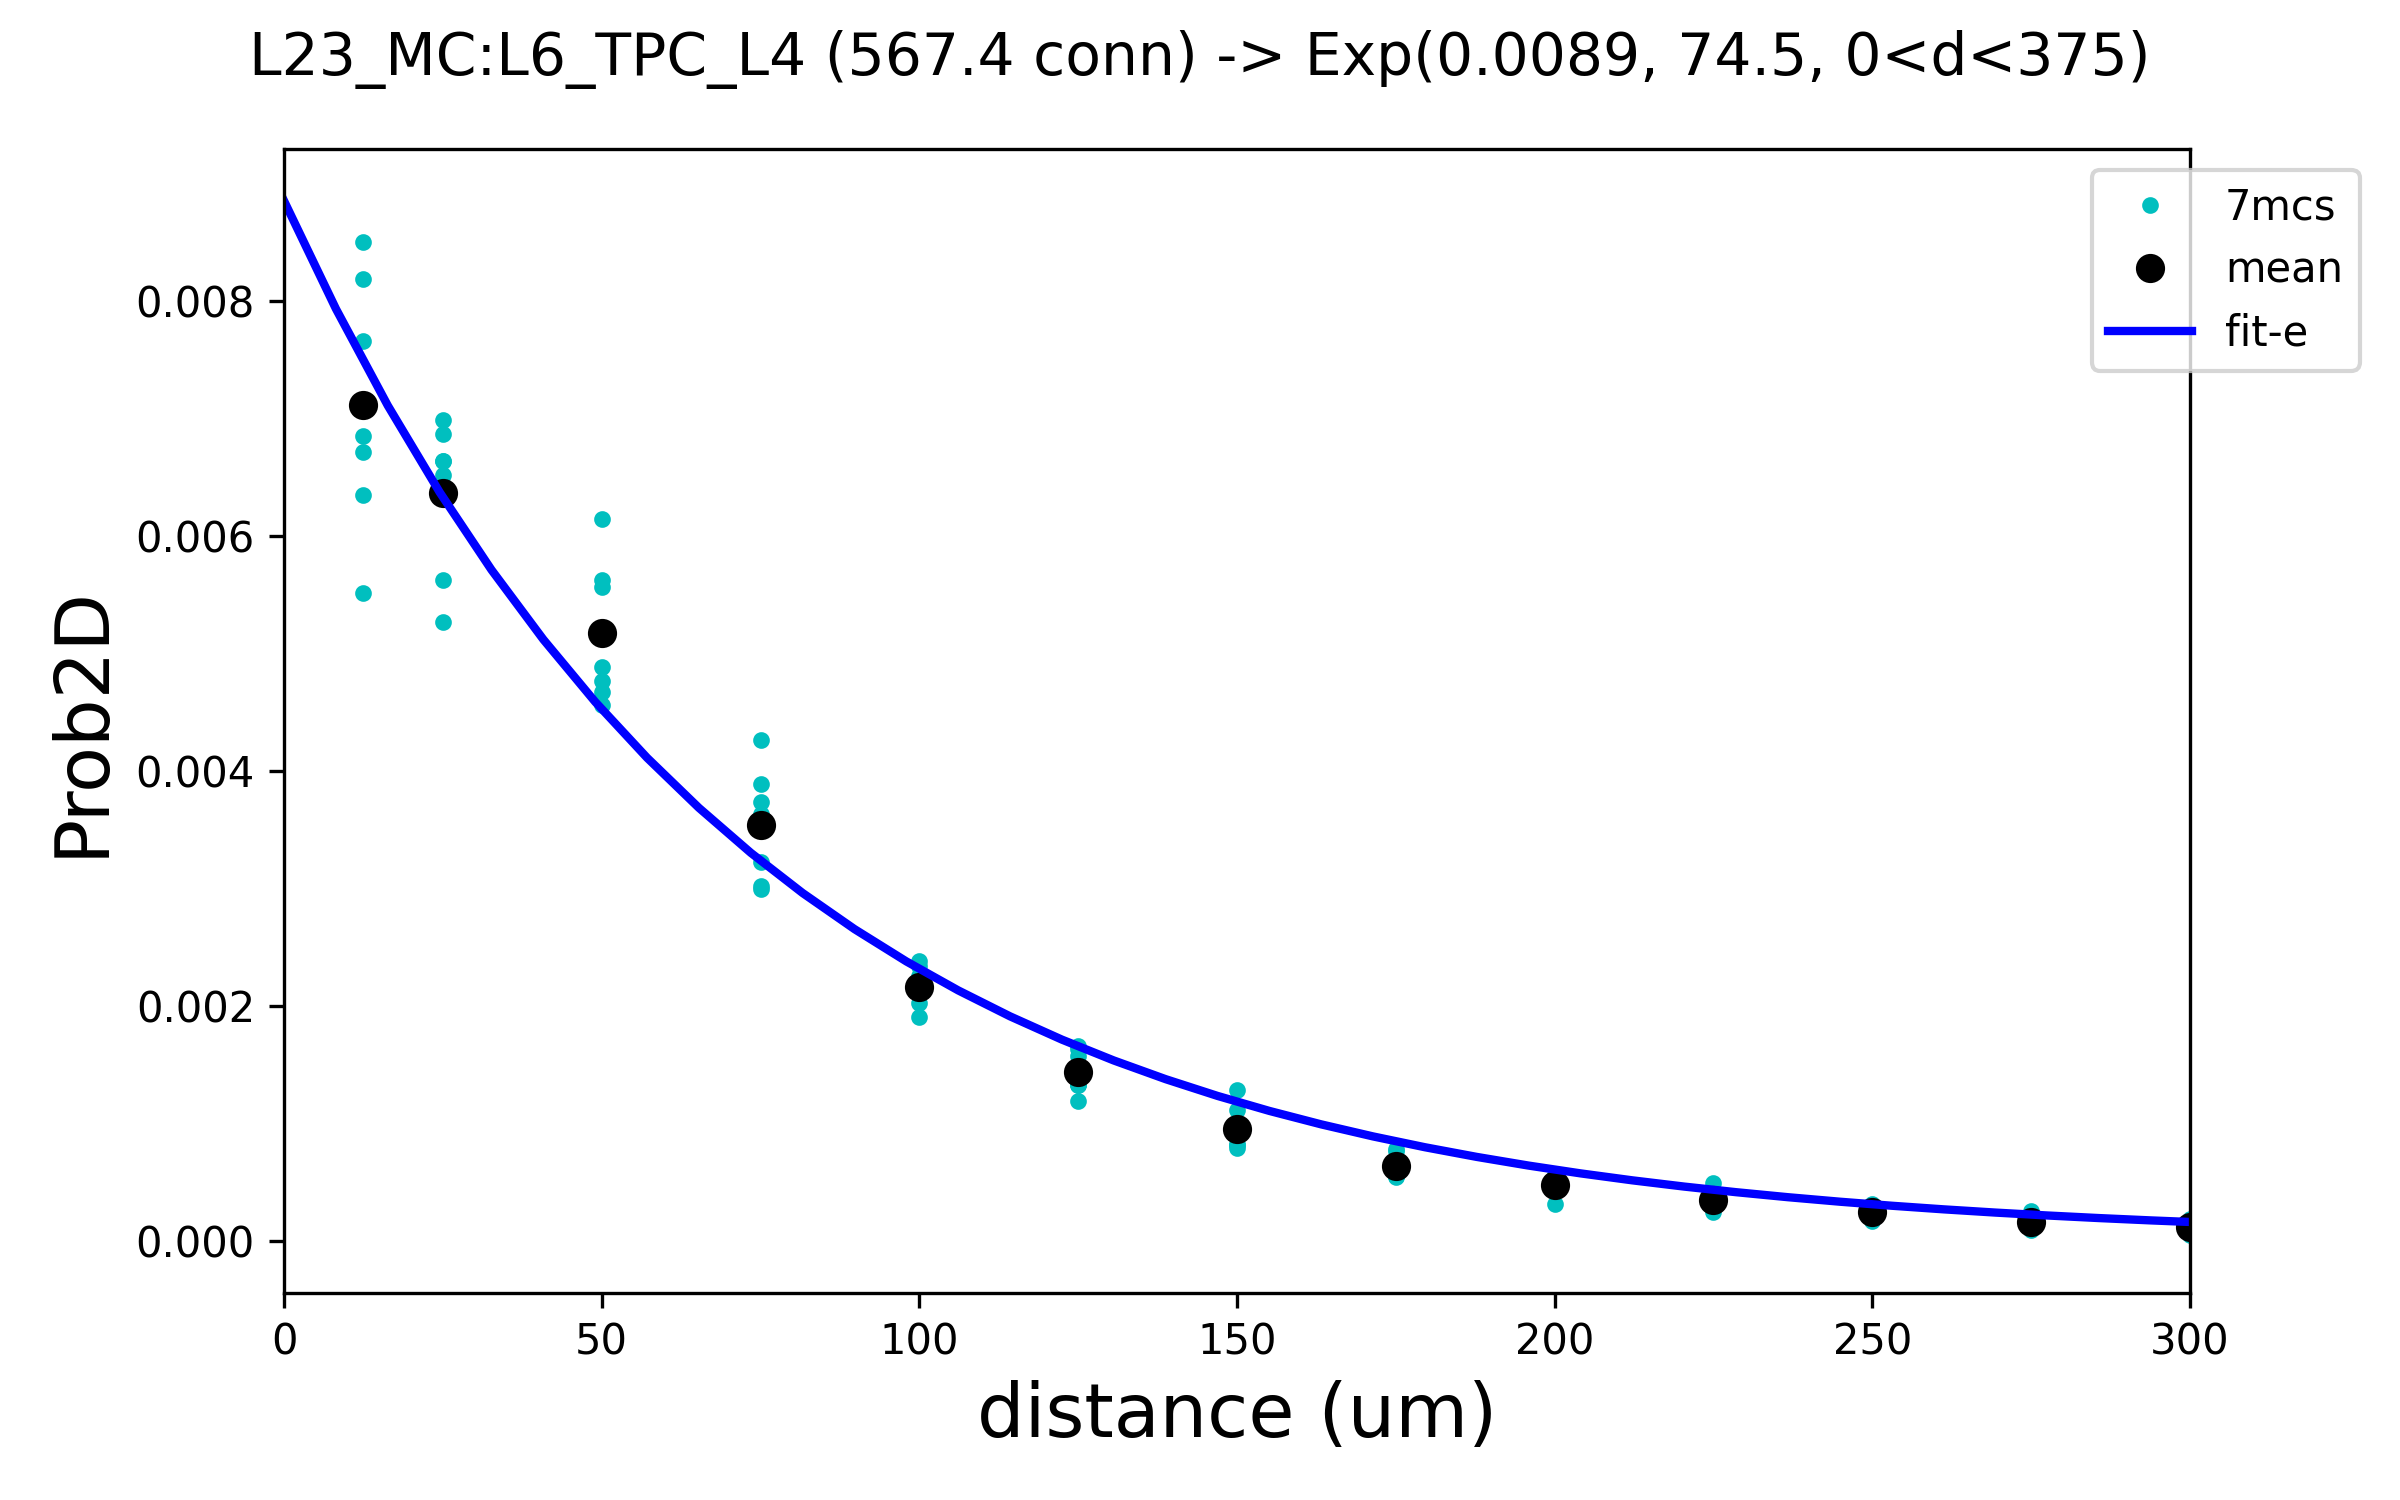 L23_MC:L6_TPC_L4 (567.4 conn) -> Exp(0.0089, 74.5, 0<d<375)
7mcs
mean
fit-e
0.008
0.006
0.004
0.002
0.000
Prob2D
0 50 100 150 200 250 300
distance (um)